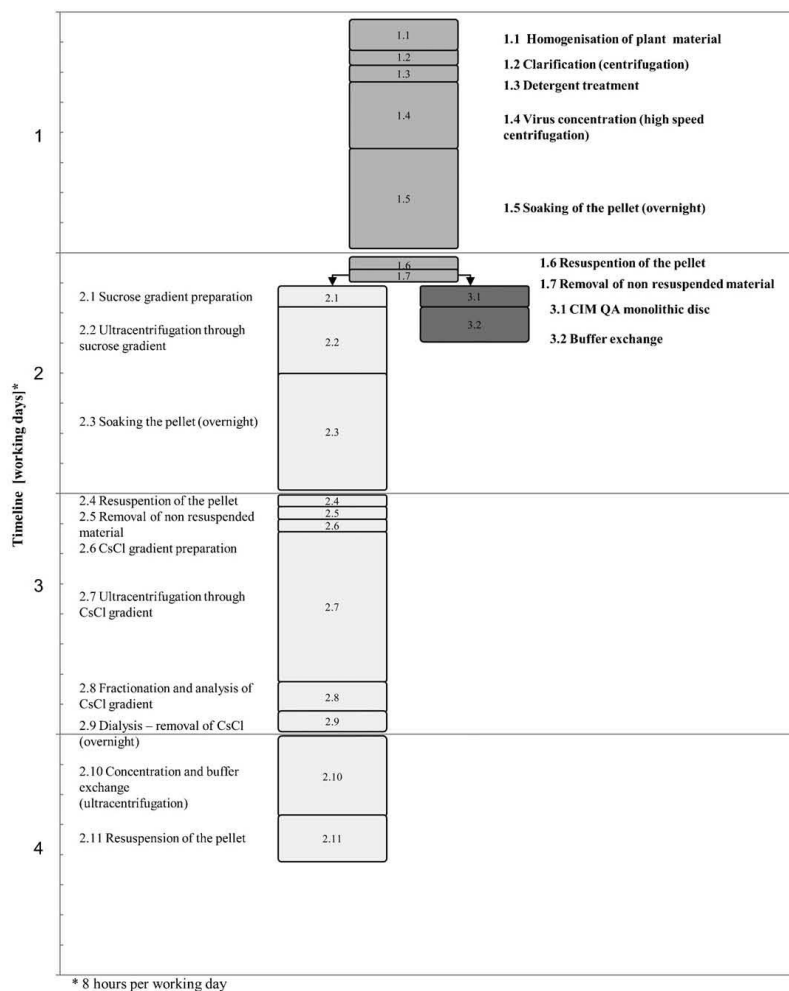 Timeline [working days]*
1
2
3
4
1.1
1.2
1.3
1.4
1.5
1.1 Homogenisation of plant material
1.2 Clarification (centrifugation)
1.3 Detergent treatment
1.4 Virus concentration (high speed
centrifugation)
1.5 Soaking of the pellet (overnight)
1.6
1.7
1.6 Resuspention of the pellet
1.7 Removal of non resuspended material
3.1
3.2
3.1 CIM QA monolithic disc
3.2 Buffer exchange
2.1 Sucrose gradient preparation
2.2 Ultracentrifugation through
sucrose gradient
2.3 Soaking the pellet (overnight)
2.1
2.2
2.3
2.4 Resuspention of the pellet
2.5 Removal of non resuspended
material
2.6 CsCl gradient preparation
2.7 Ultracentrifugation through
CsCl gradient
2.8 Fractionation and analysis of
CsCl gradient
2.9 Dialysis – removal of CsCl
(overnight)
2.4
2.5
2.6
2.7
2.8
2.9
2.10 Concentration and buffer
exchange
(ultracentrifugation)
2.11 Resuspension of the pellet
2.10
2.11
* 8 hours per working day